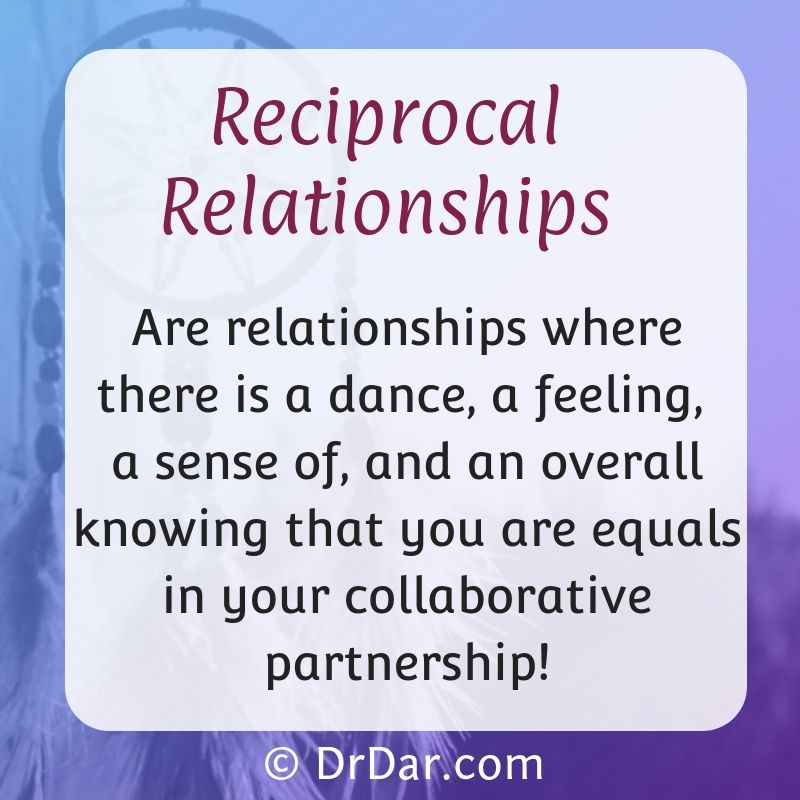 Reciprocal
Relationships
Are relationships where
there is a dance, a feeling,
a sense of, and an overall
knowing that you are equals
in your collaborative
partnership!
© DrDar.com